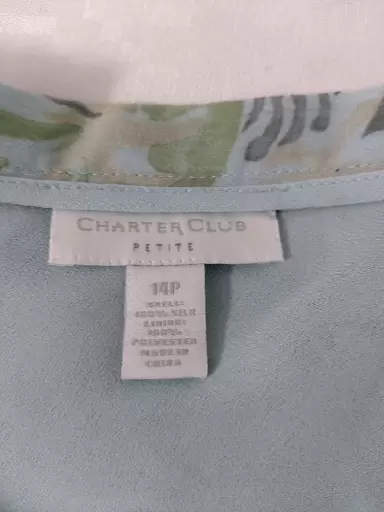 CHARTER CLUB
PETITE
14P
SHELL:
100% SILK
LINING:
100%
POLYESTER
MADE IN
CHINA